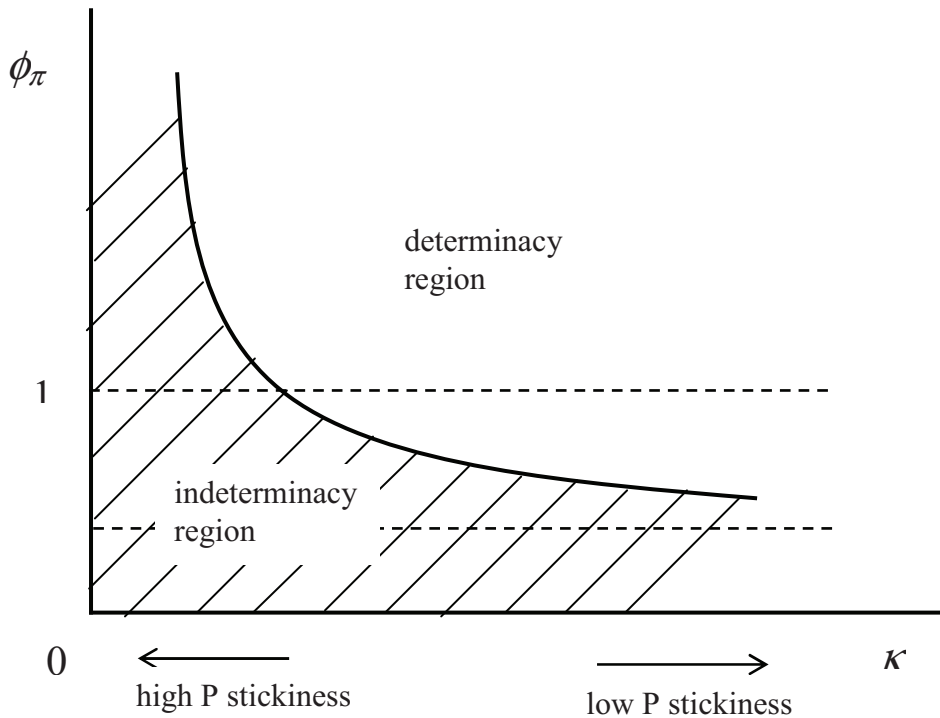 ϕπ
determinacy
region
1
indeterminacy
region
0
κ
high P stickiness
low P stickiness